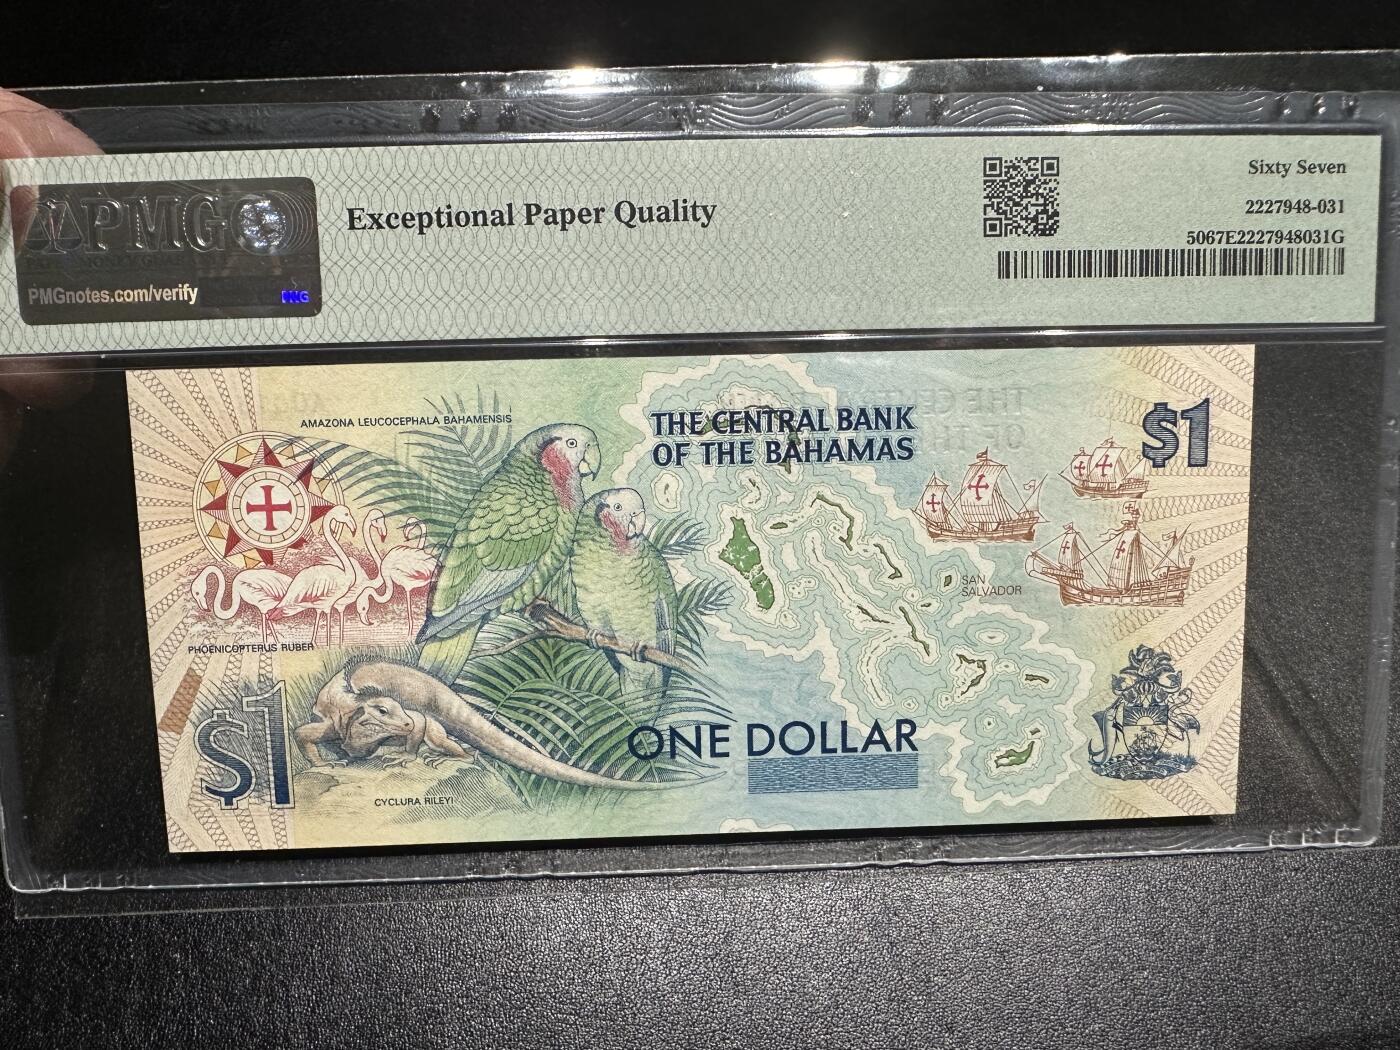 PMG
PMGnotes.com/verify
Exceptional Paper Quality
Sixty Seven
2227948-031
5067E2227948031G
AMAZONA LEUCOCEPHALA BAHAMENSIS
THE CENTRAL BANK
OF THE BAHAMAS
$1
SAN
SALVADOR
PHOENICOPTERUS RUBER
$1
ONE DOLLAR
CYCLURA RILEYI